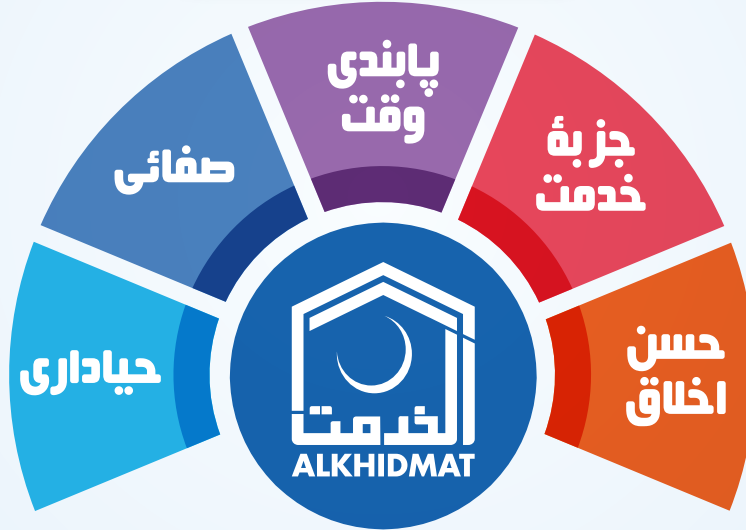 حسن
اخلاق
جزبۂ
خدمت
پابندی
وقت
صفائی
حیاداری
الخدمت
ALKHIDMAT